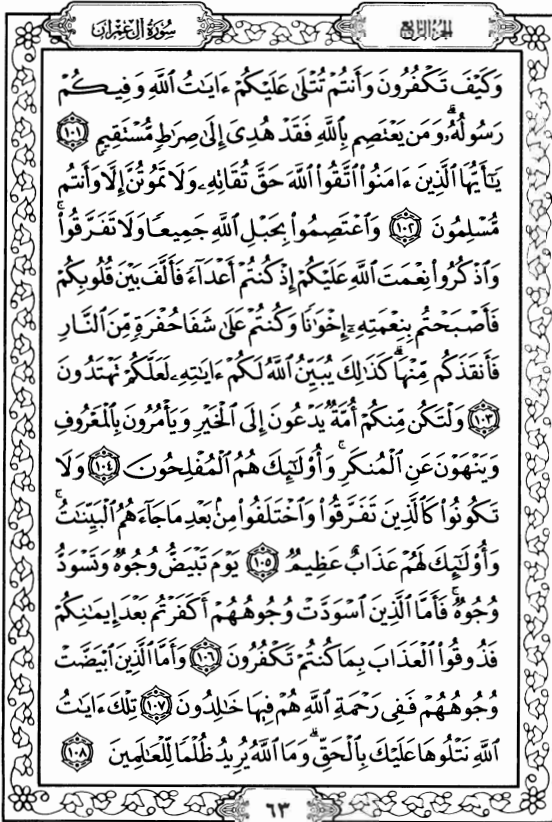 سُورَةُ آلِ عِمْرَانَ
الجُزْءُ الرَّابِعُ
وَكَيْفَ تَكْفُرُونَ وَأَنتُمْ تُتْلَىٰ عَلَيْكُمْ ءَايَٰتُ ٱللَّهِ وَفِيكُمْ
رَسُولُهُۥ ۗ وَمَن يَعْتَصِم بِٱللَّهِ فَقَدْ هُدِىَ إِلَىٰ صِرَٰطٍ مُّسْتَقِيمٍ ١٠١
يَٰٓأَيُّهَا ٱلَّذِينَ ءَامَنُوا۟ ٱتَّقُوا۟ ٱللَّهَ حَقَّ تُقَاتِهِۦ وَلَا تَمُوتُنَّ إِلَّا وَأَنتُم
مُّسْلِمُونَ ١٠٢ وَٱعْتَصِمُوا۟ بِحَبْلِ ٱللَّهِ جَمِيعًا وَلَا تَفَرَّقُوا۟ ۚ
وَٱذْكُرُوا۟ نِعْمَتَ ٱللَّهِ عَلَيْكُمْ إِذْ كُنتُمْ أَعْدَآءً فَأَلَّفَ بَيْنَ قُلُوبِكُمْ
فَأَصْبَحْتُم بِنِعْمَتِهِۦٓ إِخْوَٰنًا وَكُنتُمْ عَلَىٰ شَفَا حُفْرَةٍ مِّنَ ٱلنَّارِ
فَأَنقَذَكُم مِّنْهَا ۗ كَذَٰلِكَ يُبَيِّنُ ٱللَّهُ لَكُمْ ءَايَٰتِهِۦ لَعَلَّكُمْ تَهْتَدُونَ
١٠٣ وَلْتَكُن مِّنكُمْ أُمَّةٌ يَدْعُونَ إِلَى ٱلْخَيْرِ وَيَأْمُرُونَ بِٱلْمَعْرُوفِ
وَيَنْهَوْنَ عَنِ ٱلْمُنكَرِ ۚ وَأُو۟لَٰٓئِكَ هُمُ ٱلْمُفْلِحُونَ ١٠٤ وَلَا
تَكُونُوا۟ كَٱلَّذِينَ تَفَرَّقُوا۟ وَٱخْتَلَفُوا۟ مِنۢ بَعْدِ مَا جَآءَهُمُ ٱلْبَيِّنَٰتُ ۚ
وَأُو۟لَٰٓئِكَ لَهُمْ عَذَابٌ عَظِيمٌ ١٠٥ يَوْمَ تَبْيَضُّ وُجُوهٌ وَتَسْوَدُّ
وُجُوهٌ ۚ فَأَمَّا ٱلَّذِينَ ٱسْوَدَّتْ وُجُوهُهُمْ أَكَفَرْتُم بَعْدَ إِيمَٰنِكُمْ
فَذُوقُوا۟ ٱلْعَذَابَ بِمَا كُنتُمْ تَكْفُرُونَ ١٠٦ وَأَمَّا ٱلَّذِينَ ٱبْيَضَّتْ
وُجُوهُهُمْ فَفِى رَحْمَةِ ٱللَّهِ هُمْ فِيهَا خَٰلِدُونَ ١٠٧ تِلْكَ ءَايَٰتُ
ٱللَّهِ نَتْلُوهَا عَلَيْكَ بِٱلْحَقِّ ۗ وَمَا ٱللَّهُ يُرِيدُ ظُلْمًا لِّلْعَٰلَمِينَ ١٠٨
٦٣